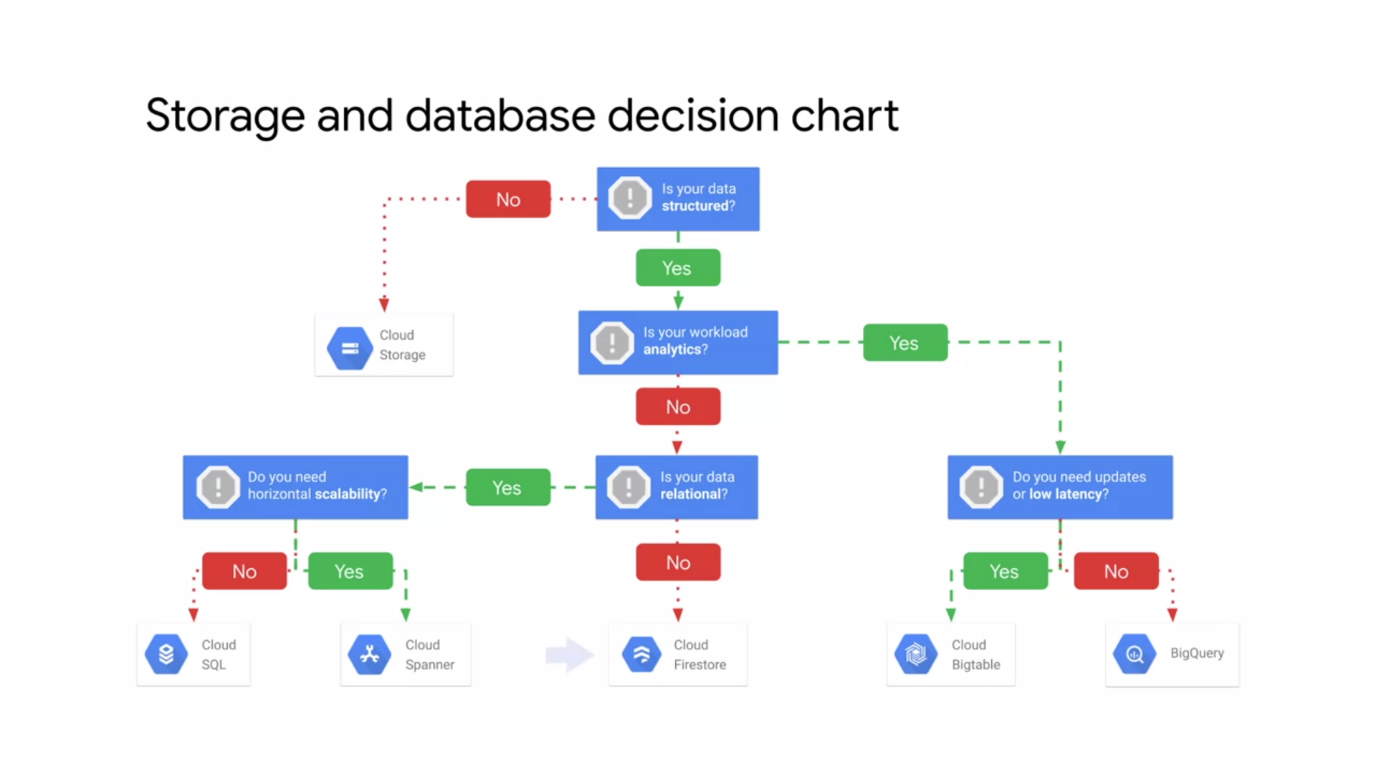 Storage and database decision chart
No
Is your data
structured?
Yes
Cloud
Storage
Is your workload
analytics?
Yes
No
Do you need
horizontal scalability?
Yes
Is your data
relational?
Do you need updates
or low latency?
No
Yes
No
Yes
No
Cloud
SQL
Cloud
Spanner
Cloud
Firestore
Cloud
Bigtable
BigQuery